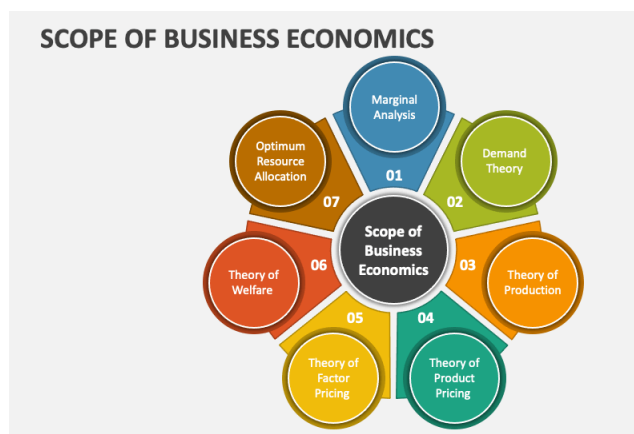 SCOPE OF BUSINESS ECONOMICS
Marginal
Analysis
01
Demand
Theory
02
Theory of
Production
03
Theory of
Product
Pricing
04
Theory of
Factor
Pricing
05
Theory of
Welfare
06
Optimum
Resource
Allocation
07
Scope of
Business
Economics